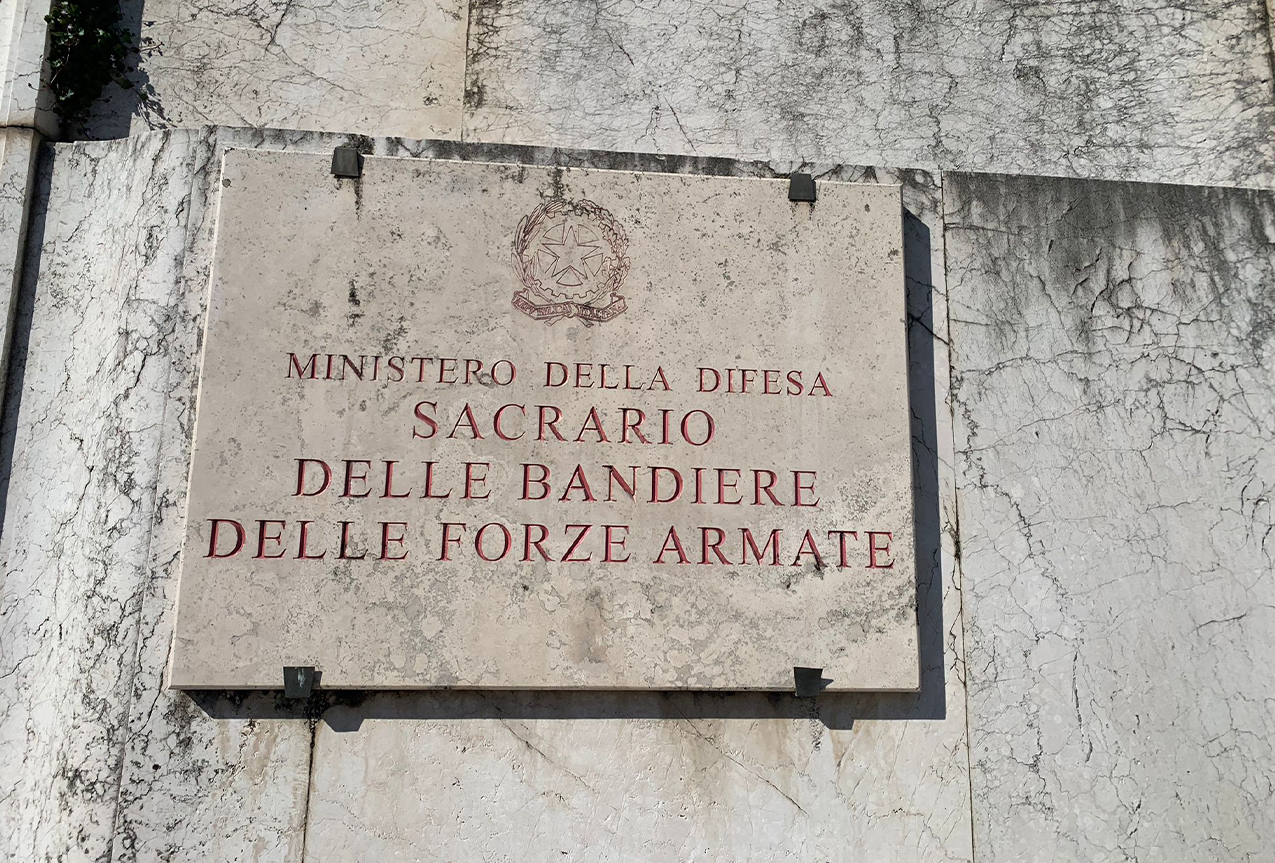 MINISTERO DELLA DIFESA
SACRARIO
DELLE BANDIERE
DELLE FORZE ARMATE